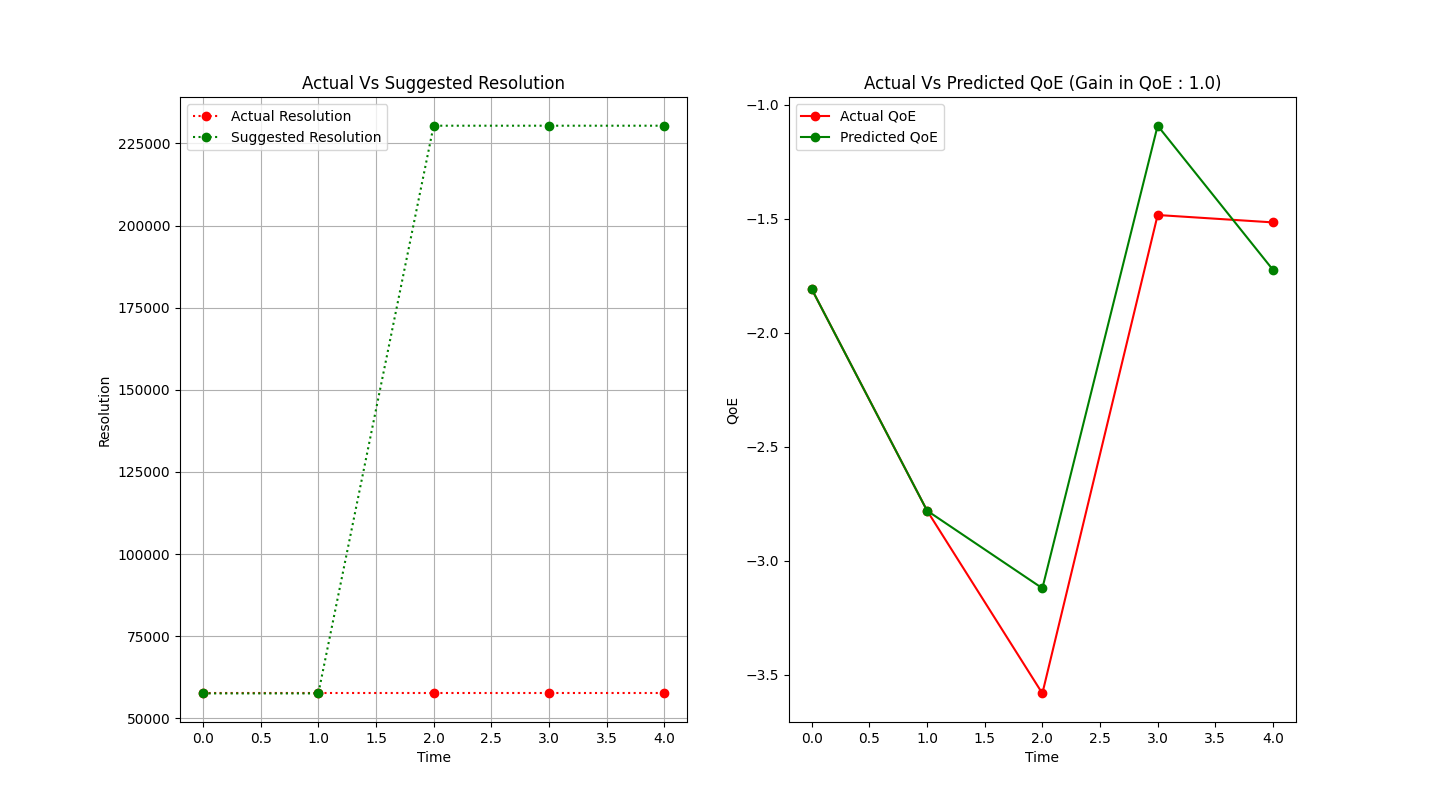 Actual Vs Suggested Resolution
Actual Resolution
Suggested Resolution
225000
200000
175000
150000
125000
100000
75000
50000
Resolution
0.0 0.5 1.0 1.5 2.0 2.5 3.0 3.5 4.0
Time
Actual Vs Predicted QoE (Gain in QoE : 1.0)
Actual QoE
Predicted QoE
−1.0
−1.5
−2.0
−2.5
−3.0
−3.5
QoE
0.0 0.5 1.0 1.5 2.0 2.5 3.0 3.5 4.0
Time